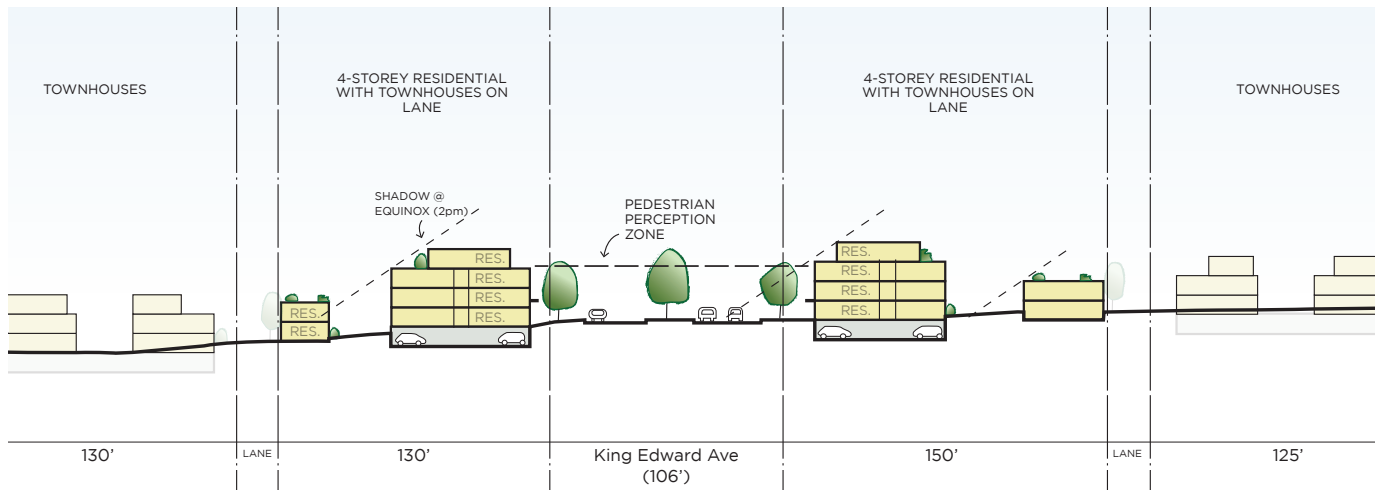 TOWNHOUSES
4-STOREY RESIDENTIAL
WITH TOWNHOUSES ON
LANE
4-STOREY RESIDENTIAL
WITH TOWNHOUSES ON
LANE
TOWNHOUSES
SHADOW @
EQUINOX (2pm)
PEDESTRIAN
PERCEPTION
ZONE
RES.
RES.
RES.
RES.
RES.
RES.
RES.
RES.
RES.
RES.
130’
LANE
130’
King Edward Ave
(106’)
150’
LANE
125’